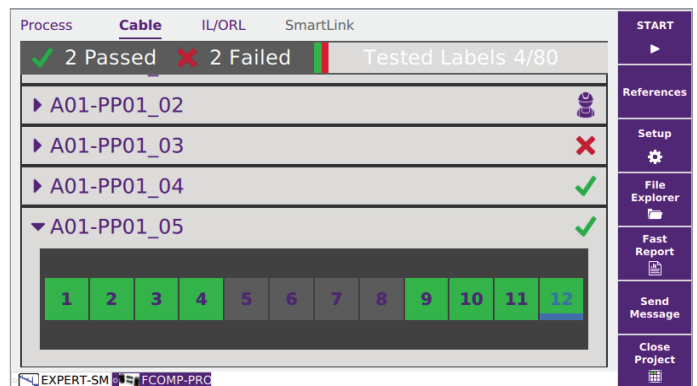 Process Cable IL/ORL SmartLink
2 Passed 2 Failed Tested Labels 4/80
A01-PP01_02
A01-PP01_03
A01-PP01_04
A01-PP01_05
1 2 3 4 5 6 7 8 9 10 11 12
EXPERT-SM FCOMP-PRO
START
References
Setup
File
Explorer
Fast
Report
Send
Message
Close
Project